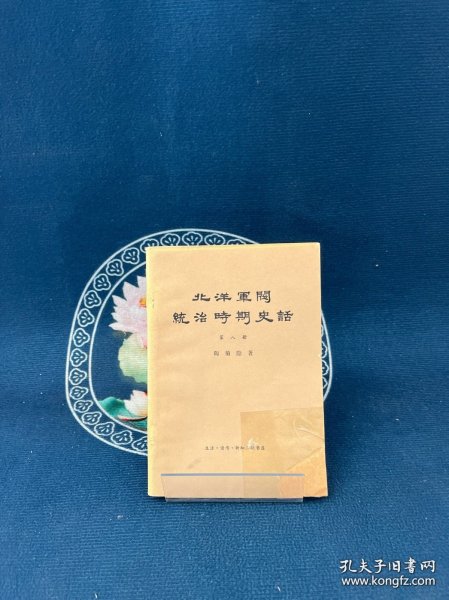 北洋軍閥
統治時期史話
第八册
陶菊隱著
生活·讀書·新知三联書店
孔夫子旧书网
www.kongfz.com